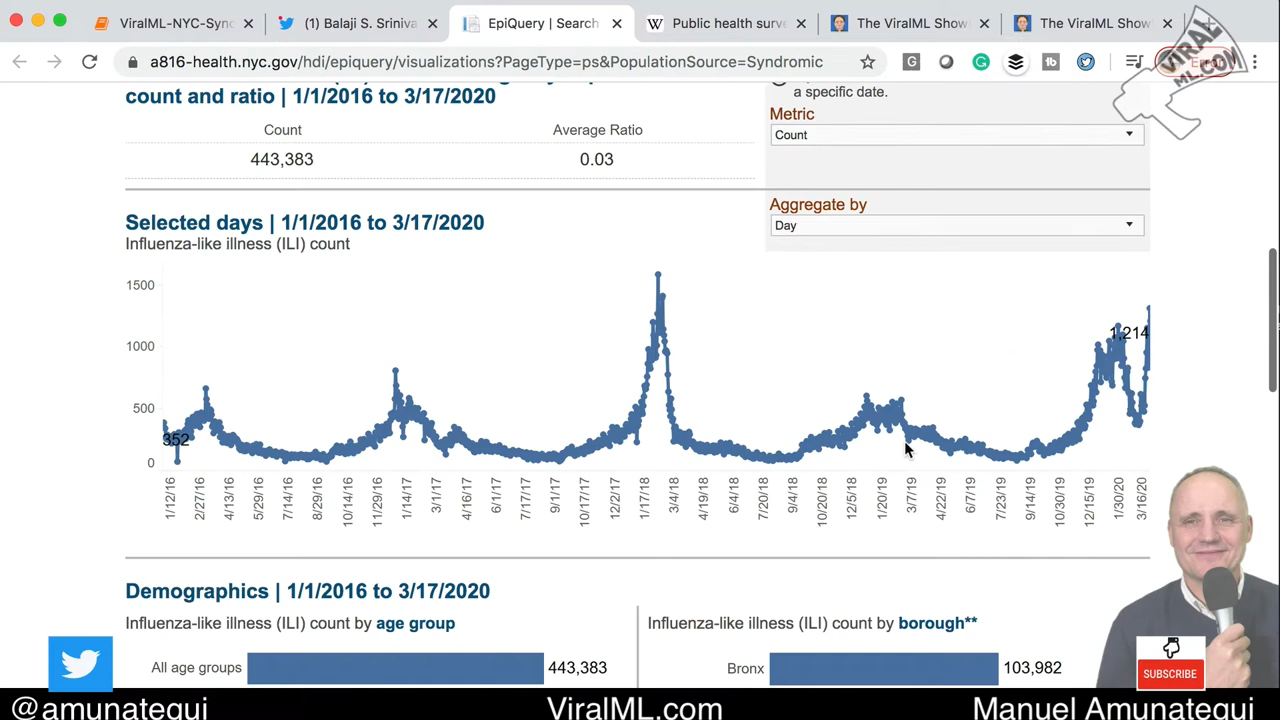 ViralML-NYC-Sync
(1) Balaji S. Sriniva
EpiQuery | Search
Public health surve
The ViralML Show
The ViralML Show
a816-health.nyc.gov/hdi/epiquery/visualizations?PageType=ps&PopulationSource=Syndromic
Error
VIRAL
ML.COM
count and ratio | 1/1/2016 to 3/17/2020
a specific date.
Metric
Count
Count
Average Ratio
443,383
0.03
Aggregate by
Day
Selected days | 1/1/2016 to 3/17/2020
Influenza-like illness (ILI) count
1500
1000
500
0
352
1,214
1/12/16
2/27/16
4/13/16
5/29/16
7/14/16
8/29/16
10/14/16
11/29/16
1/14/17
3/1/17
4/16/17
6/1/17
7/17/17
9/1/17
10/17/17
12/2/17
1/17/18
3/4/18
4/19/18
6/4/18
7/20/18
9/4/18
10/20/18
12/5/18
1/20/19
3/7/19
4/22/19
6/7/19
7/23/19
9/14/19
10/30/19
12/15/19
1/30/20
3/16/20
Demographics | 1/1/2016 to 3/17/2020
Influenza-like illness (ILI) count by age group
Influenza-like illness (ILI) count by borough**
All age groups
443,383
Bronx
103,982
SUBSCRIBE
@amunategui
ViralML.com
Manuel Amunategui